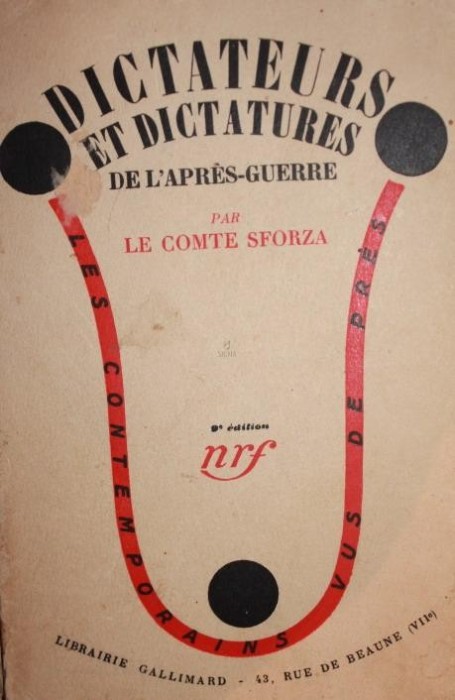 DICTATEURS
ET DICTATURES
DE L'APRÈS-GUERRE
PAR
LE COMTE SFORZA
LES CONTEMPORAINS VUS DE PRÈS
9e édition
nrf
LIBRAIRIE GALLIMARD - 43, RUE DE BEAUNE (VIIe)